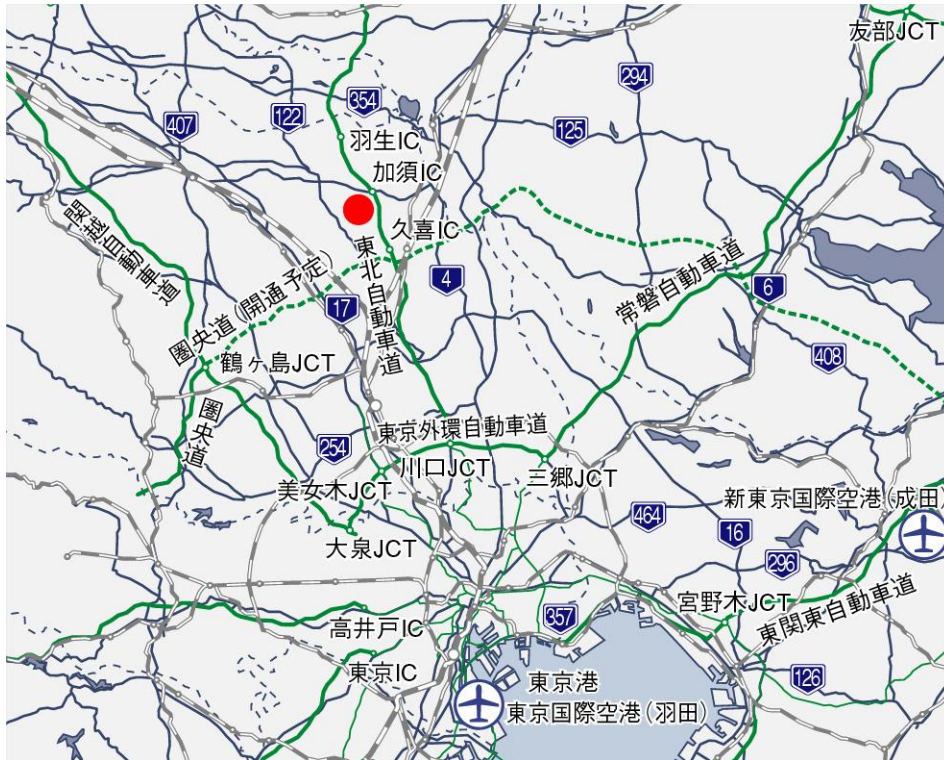 友部JCT
294
354
122
407
125
羽生IC
加須IC
久喜IC
関越自動車道
東北自動車道
4
6
圏央道(開通予定)
17
常磐自動車道
408
鶴ヶ島JCT
圏央道
東京外環自動車道
254
川口JCT
三郷JCT
美女木JCT
新東京国際空港(成田)
464
16
大泉JCT
296
357
宮野木JCT
東関東自動車道
高井戸IC
東京IC
126
東京港
東京国際空港(羽田)